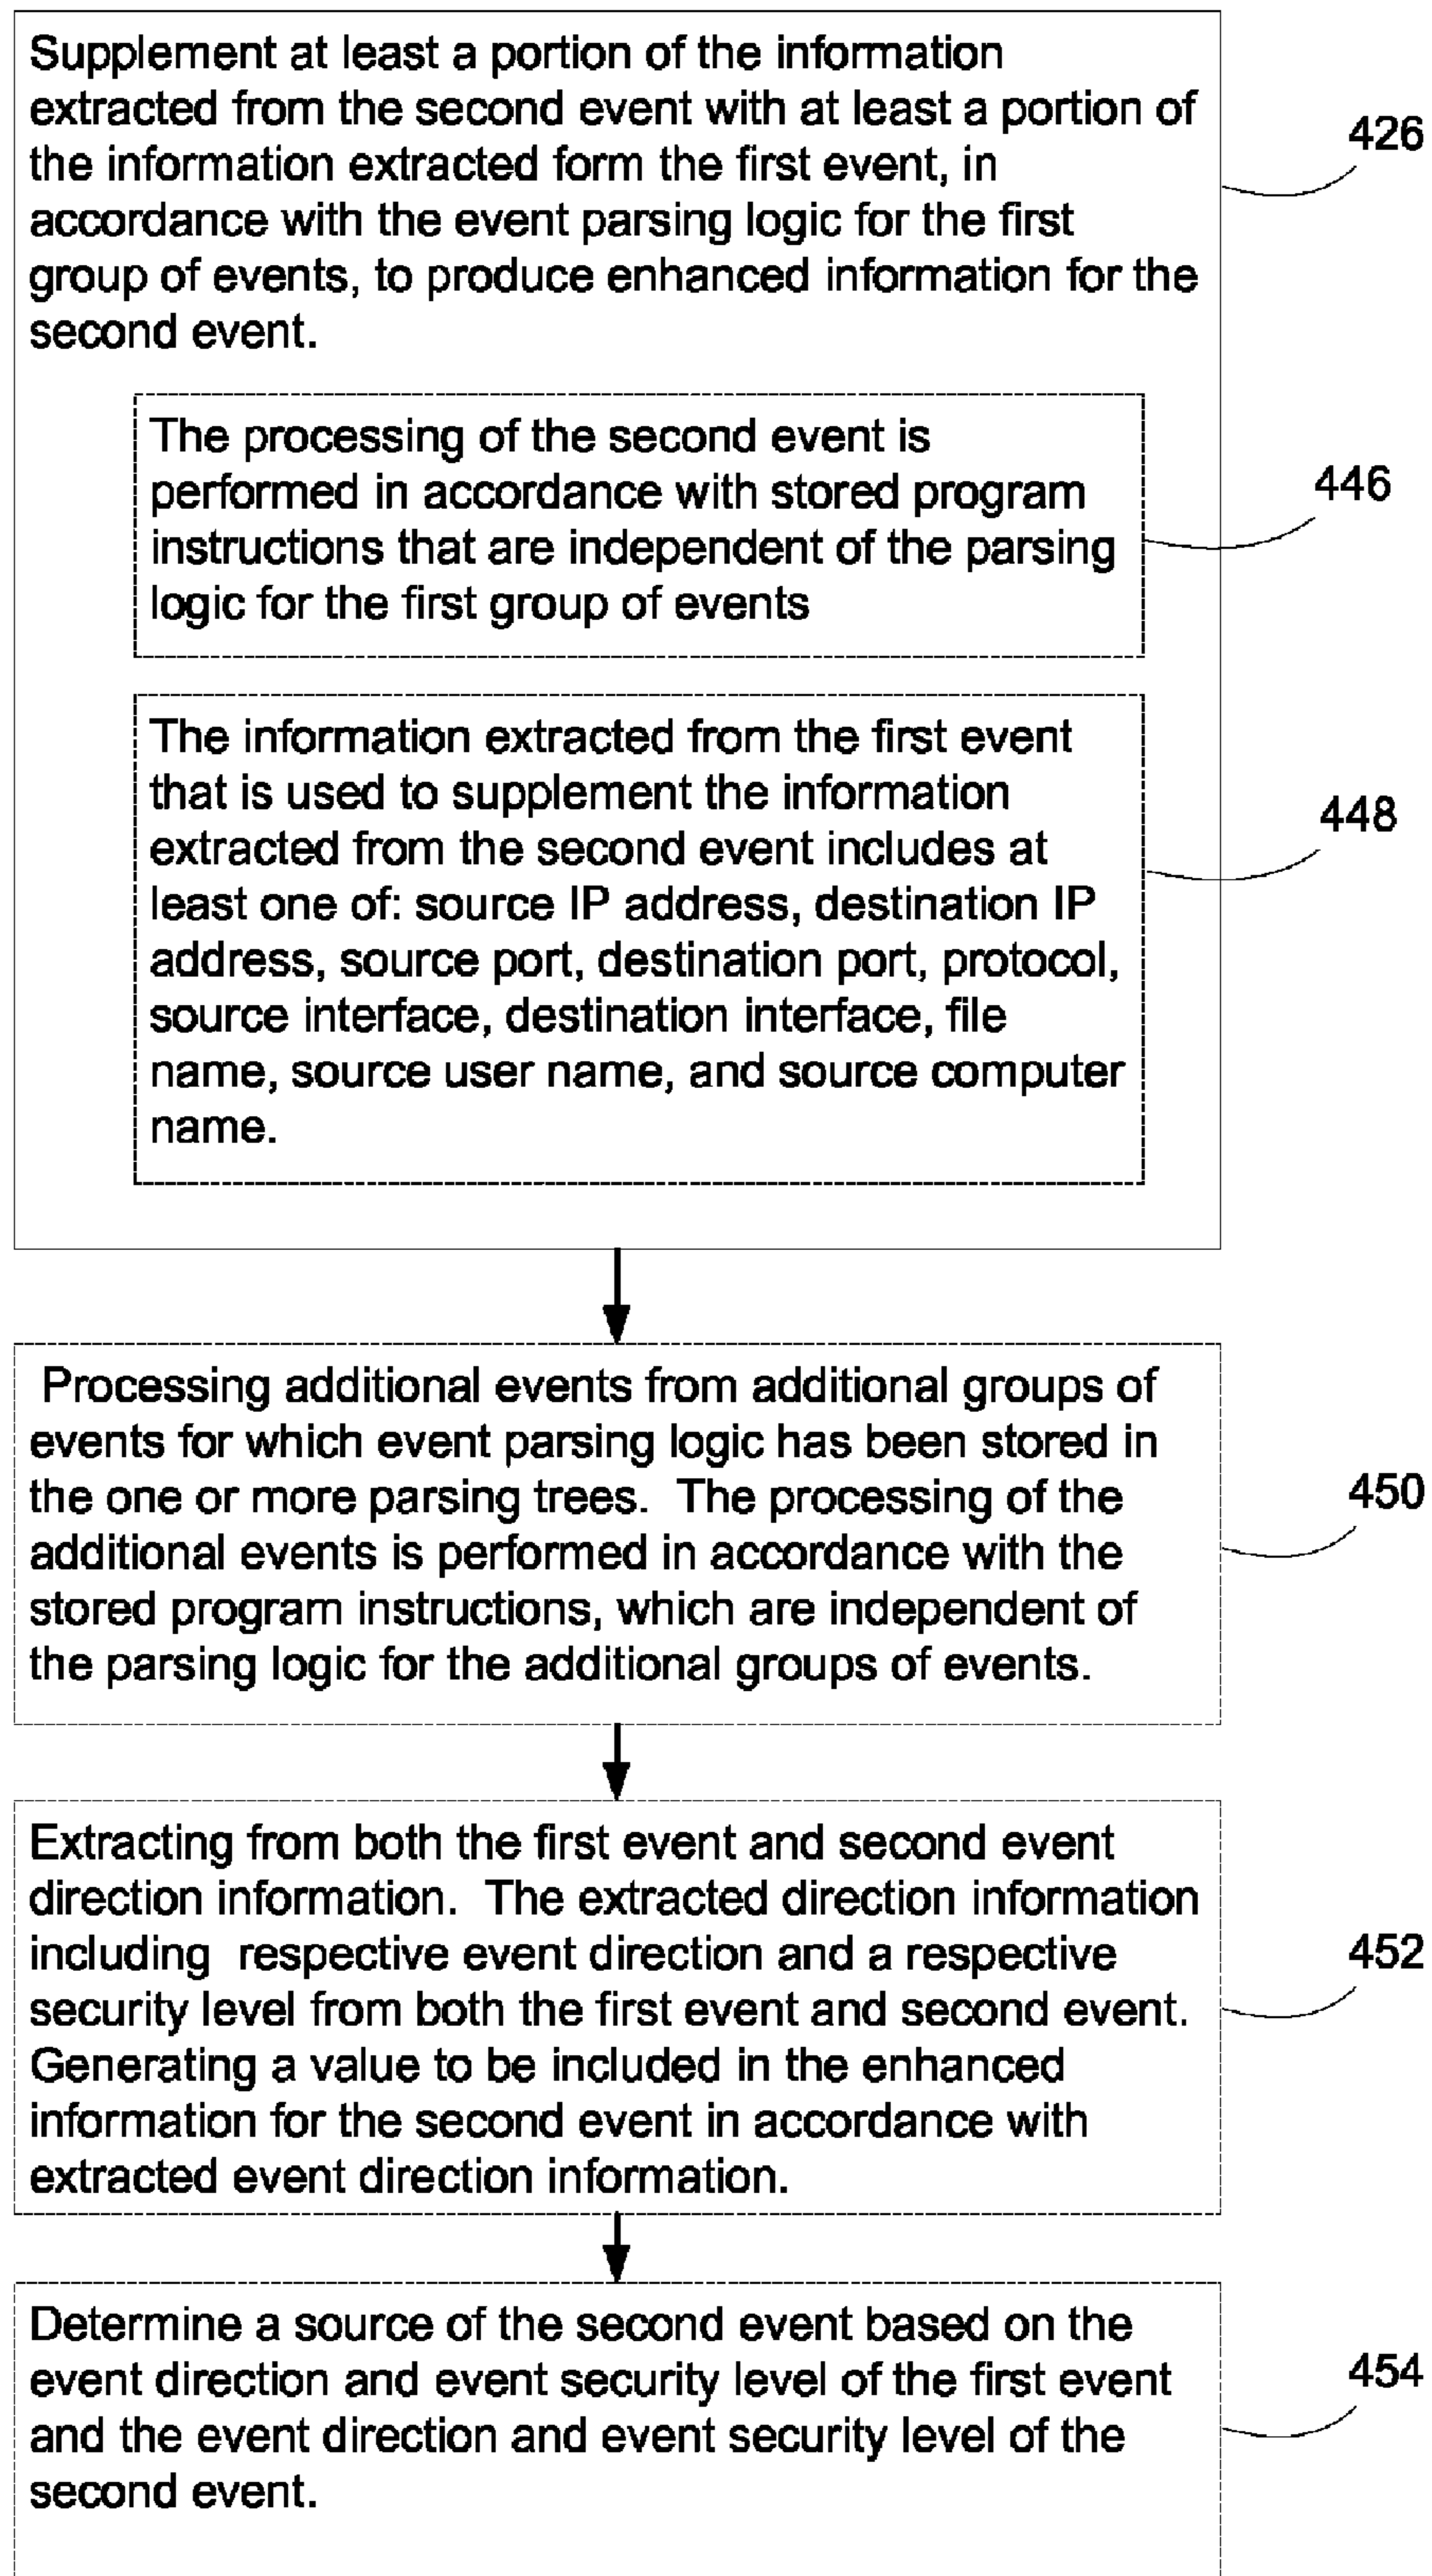 Supplement at least a portion of the information
extracted from the second event with at least a portion of
the information extracted form the first event, in
accordance with the event parsing logic for the first
group of events, to produce enhanced information for the
second event.
426
The processing of the second event is
performed in accordance with stored program
instructions that are independent of the parsing
logic for the first group of events
446
The information extracted from the first event
that is used to supplement the information
extracted from the second event includes at
least one of: source IP address, destination IP
address, source port, destination port, protocol,
source interface, destination interface, file
name, source user name, and source computer
name.
448
Processing additional events from additional groups of
events for which event parsing logic has been stored in
the one or more parsing trees.  The processing of the
additional events is performed in accordance with the
stored program instructions, which are independent of
the parsing logic for the additional groups of events.
450
Extracting from both the first event and second event
direction information.  The extracted direction information
including  respective event direction and a respective
security level from both the first event and second event.
Generating a value to be included in the enhanced
information for the second event in accordance with
extracted event direction information.
452
Determine a source of the second event based on the
event direction and event security level of the first event
and the event direction and event security level of the
second event.
454